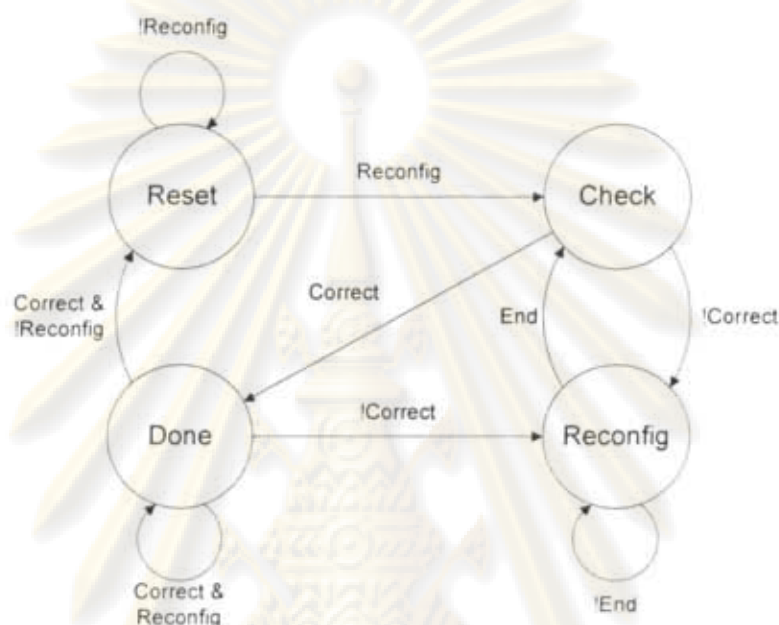 !Reconfig
Reset
Reconfig
Check
Correct &
!Reconfig
Correct
End
!Correct
Done
!Correct
Reconfig
Correct &
Reconfig
!End